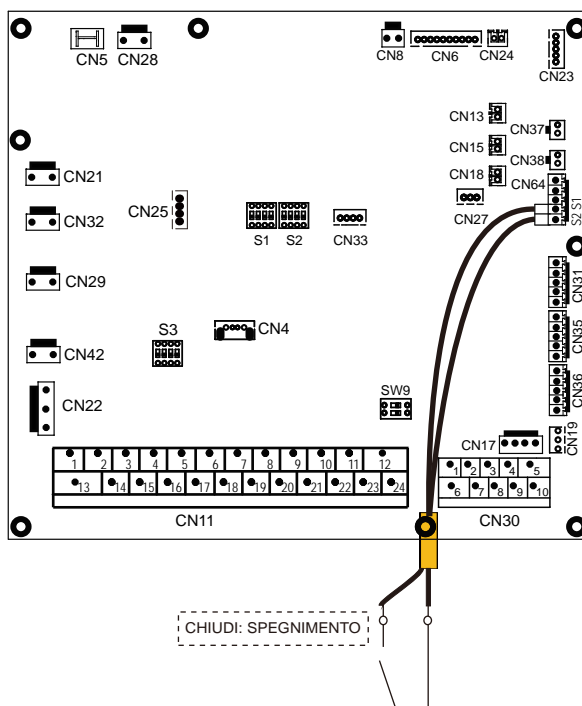 CN5
CN28
CN8
CN6
CN24
CN23
CN13
CN37
CN15
CN38
CN18
CN64
CN21
CN25
CN32
S1
S2
CN33
CN27
S2 S1
CN29
CN31
S3
CN4
CN35
CN42
CN22
SW9
CN36
CN17
CN19
1 2 3 4 5 6 7 8 9 10 11 12
13 14 15 16 17 18 19 20 21 22 23 24
1 2 3 4 5
6 7 8 9 10
CN11
CN30
CHIUDI: SPEGNIMENTO